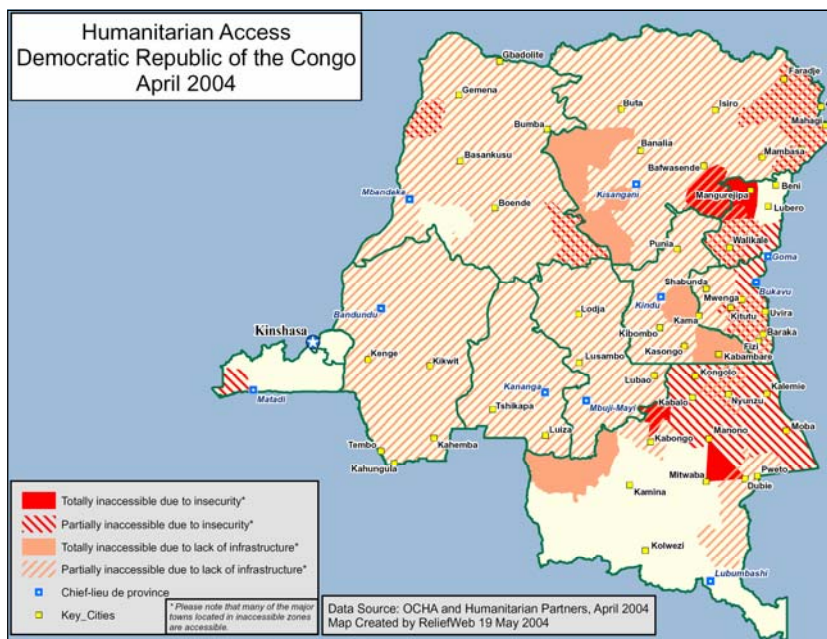 Humanitarian Access
Democratic Republic of the Congo
April 2004
Gbadolite
Faradje
Gemena
Buta
Isiro
Mahagi
Bumba
Banalia
Mambasa
Basankusu
Bafwasende
Beni
Mbandaka
Kisangani
Mangurejipa
Lubero
Boende
Punia
Walikale
Goma
Shabunda
Bukavu
Bandundu
Kindu
Mwenga
Lodja
Kama
Kitutu
Uvira
Kinshasa
Kibombo
Baraka
Kasongo
Fizi
Kenge
Kikwit
Lusambo
Kabambare
Matadi
Kananga
Lubao
Kongolo
Kalemie
Mbuji-Mayi
Kabalo
Nyunzu
Tshikapa
Manono
Moba
Tembo
Kahemba
Luiza
Kabongo
Kahungula
Mitwaba
Pweto
Dubie
Kamina
Kolwezi
Lubumbashi
Totally inaccessible due to insecurity*
Partially inaccessible due to insecurity*
Totally inaccessible due to lack of infrastructure*
Partially inaccessible due to lack of infrastructure*
Chief-lieu de province
Key_Cities
* Please note that many of the major
towns located in inaccessible zones
are accessible.
Data Source: OCHA and Humanitarian Partners, April 2004
Map Created by ReliefWeb 19 May 2004